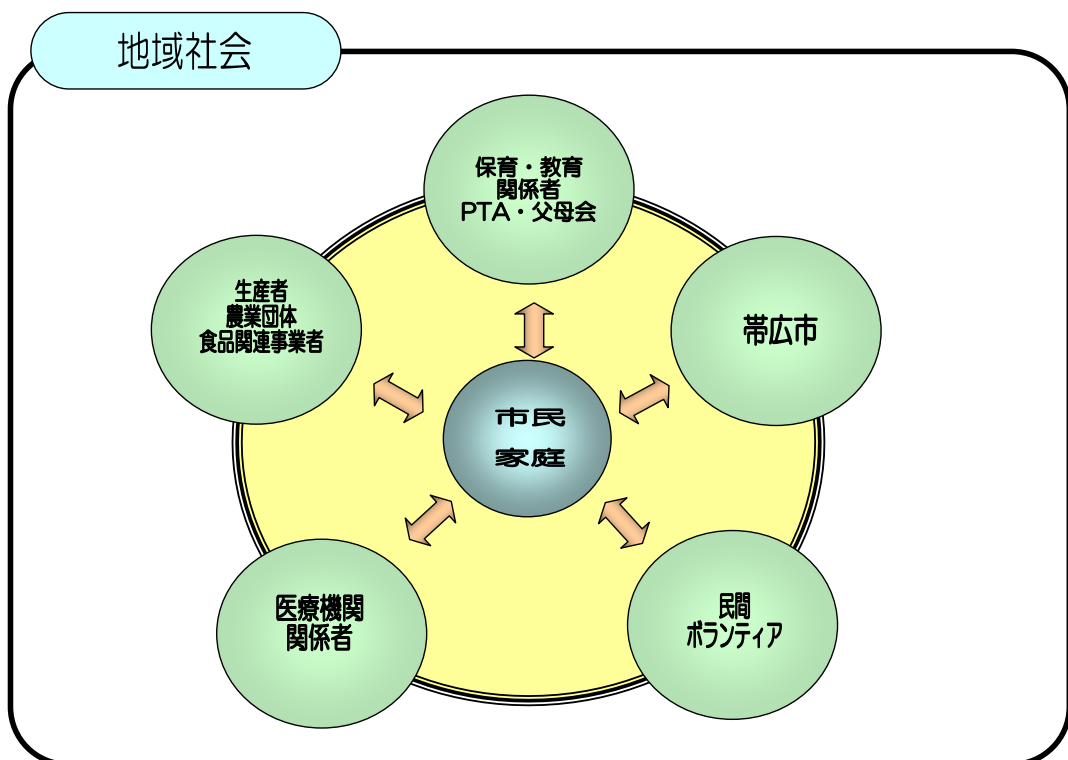 地域社会
保育・教育
関係者
PTA・父母会
生産者
農業団体
食品関連事業者
帯広市
市民
家庭
医療機関
関係者
民間
ボランティア